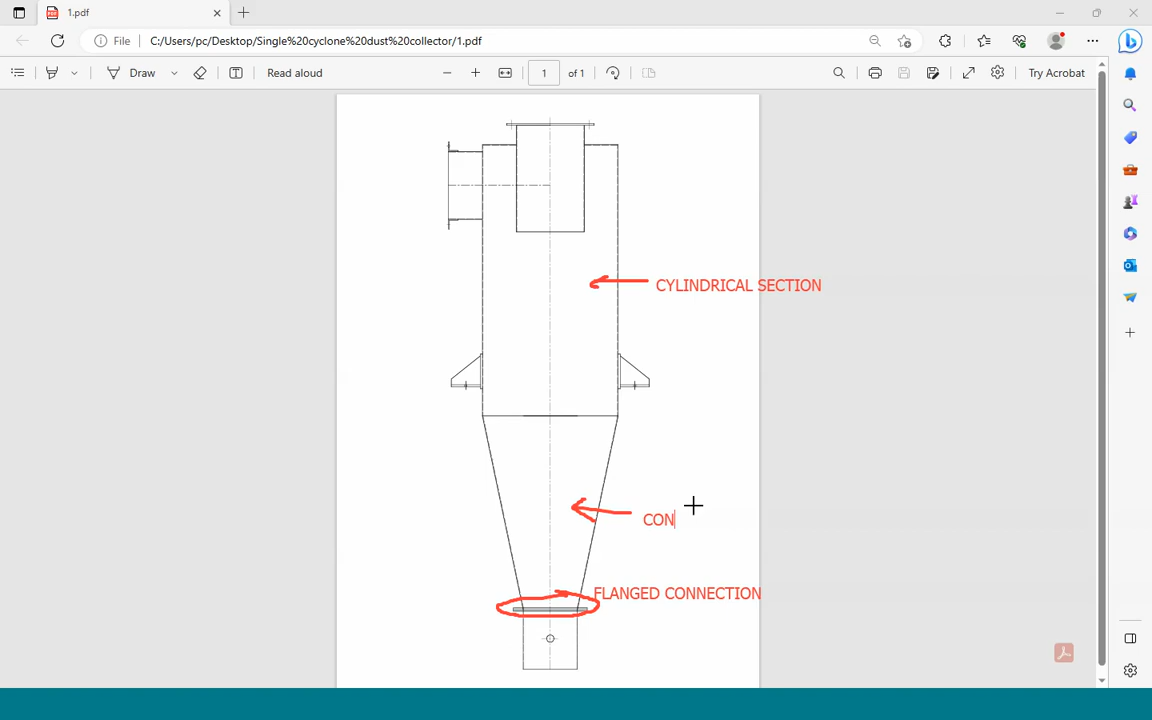 1.pdf
File C:/Users/pc/Desktop/Single%20cyclone%20dust%20collector/1.pdf
Draw Read aloud 1 of 1 Try Acrobat
CYLINDRICAL SECTION
CON
FLANGED CONNECTION